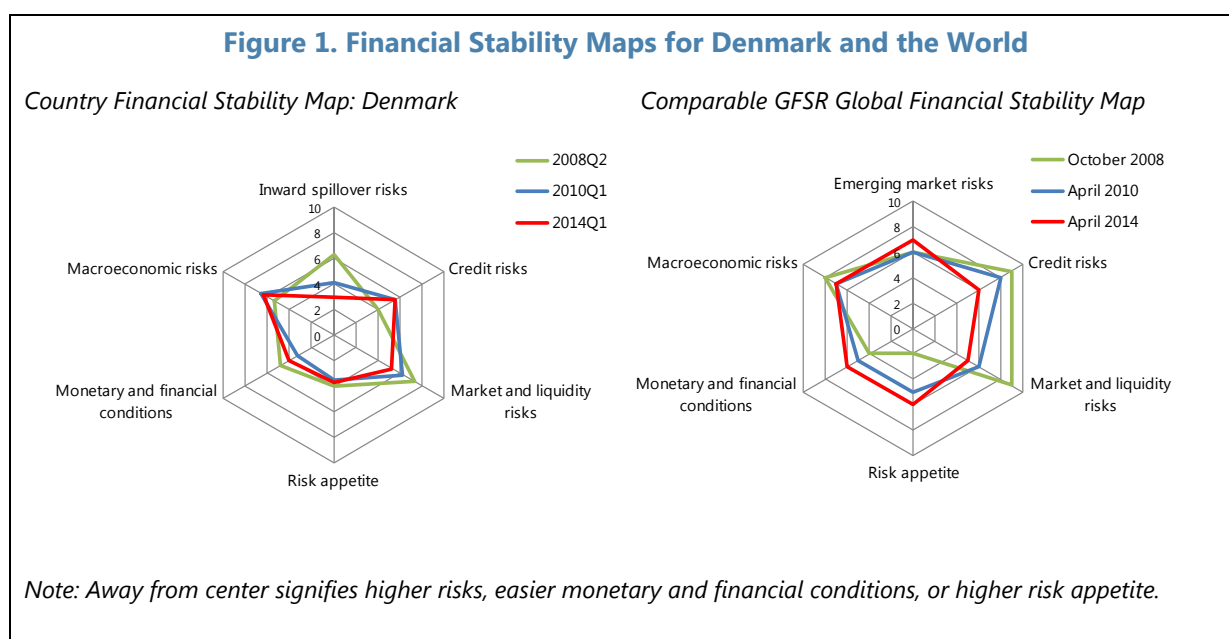 Figure 1. Financial Stability Maps for Denmark and the World
Country Financial Stability Map: Denmark
2008Q2
2010Q1
2014Q1
Inward spillover risks
10
8
6
4
2
0
Macroeconomic risks
Credit risks
Monetary and financial
conditions
Market and liquidity
risks
Risk appetite
Comparable GFSR Global Financial Stability Map
October 2008
April 2010
April 2014
Emerging market risks
10
8
6
4
2
0
Macroeconomic risks
Credit risks
Monetary and financial
conditions
Market and liquidity
risks
Risk appetite
Note: Away from center signifies higher risks, easier monetary and financial conditions, or higher risk appetite.